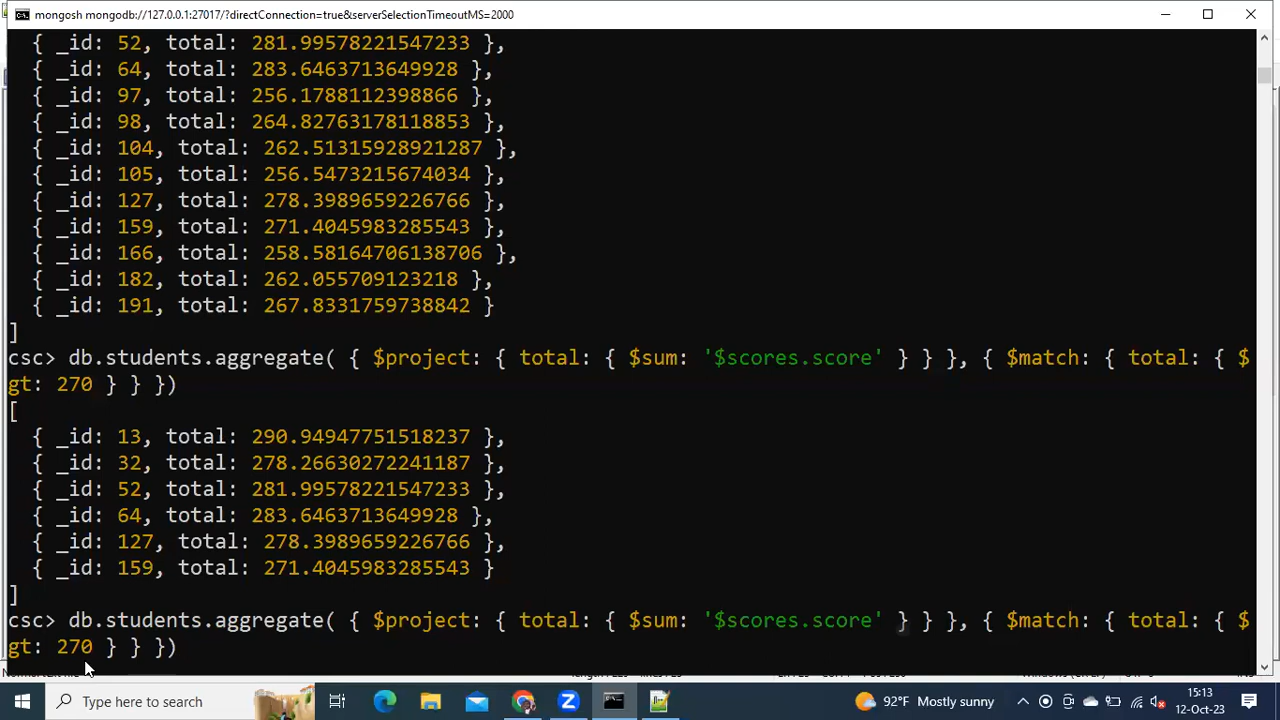 mongosh mongodb://127.0.0.1:27017/?directConnection=true&serverSelectionTimeoutMS=2000
{ _id: 52, total: 281.99578221547233 },
{ _id: 64, total: 283.6463713649928 },
{ _id: 97, total: 256.1788112398866 },
{ _id: 98, total: 264.82763178118853 },
{ _id: 104, total: 262.51315928921287 },
{ _id: 105, total: 256.5473215674034 },
{ _id: 127, total: 278.3989659226766 },
{ _id: 159, total: 271.4045983285543 },
{ _id: 166, total: 258.58164706138706 },
{ _id: 182, total: 262.055709123218 },
{ _id: 191, total: 267.8331759738842 }
]
csc> db.students.aggregate( { $project: { total: { $sum: '$scores.score' } } }, { $match: { total: { $
gt: 270 } } })
[
{ _id: 13, total: 290.94947751518237 },
{ _id: 32, total: 278.26630272241187 },
{ _id: 52, total: 281.99578221547233 },
{ _id: 64, total: 283.6463713649928 },
{ _id: 127, total: 278.3989659226766 },
{ _id: 159, total: 271.4045983285543 }
]
csc> db.students.aggregate( { $project: { total: { $sum: '$scores.score' } } }, { $match: { total: { $
gt: 270 } } })
Type here to search
92°F Mostly sunny
15:13
12-Oct-23